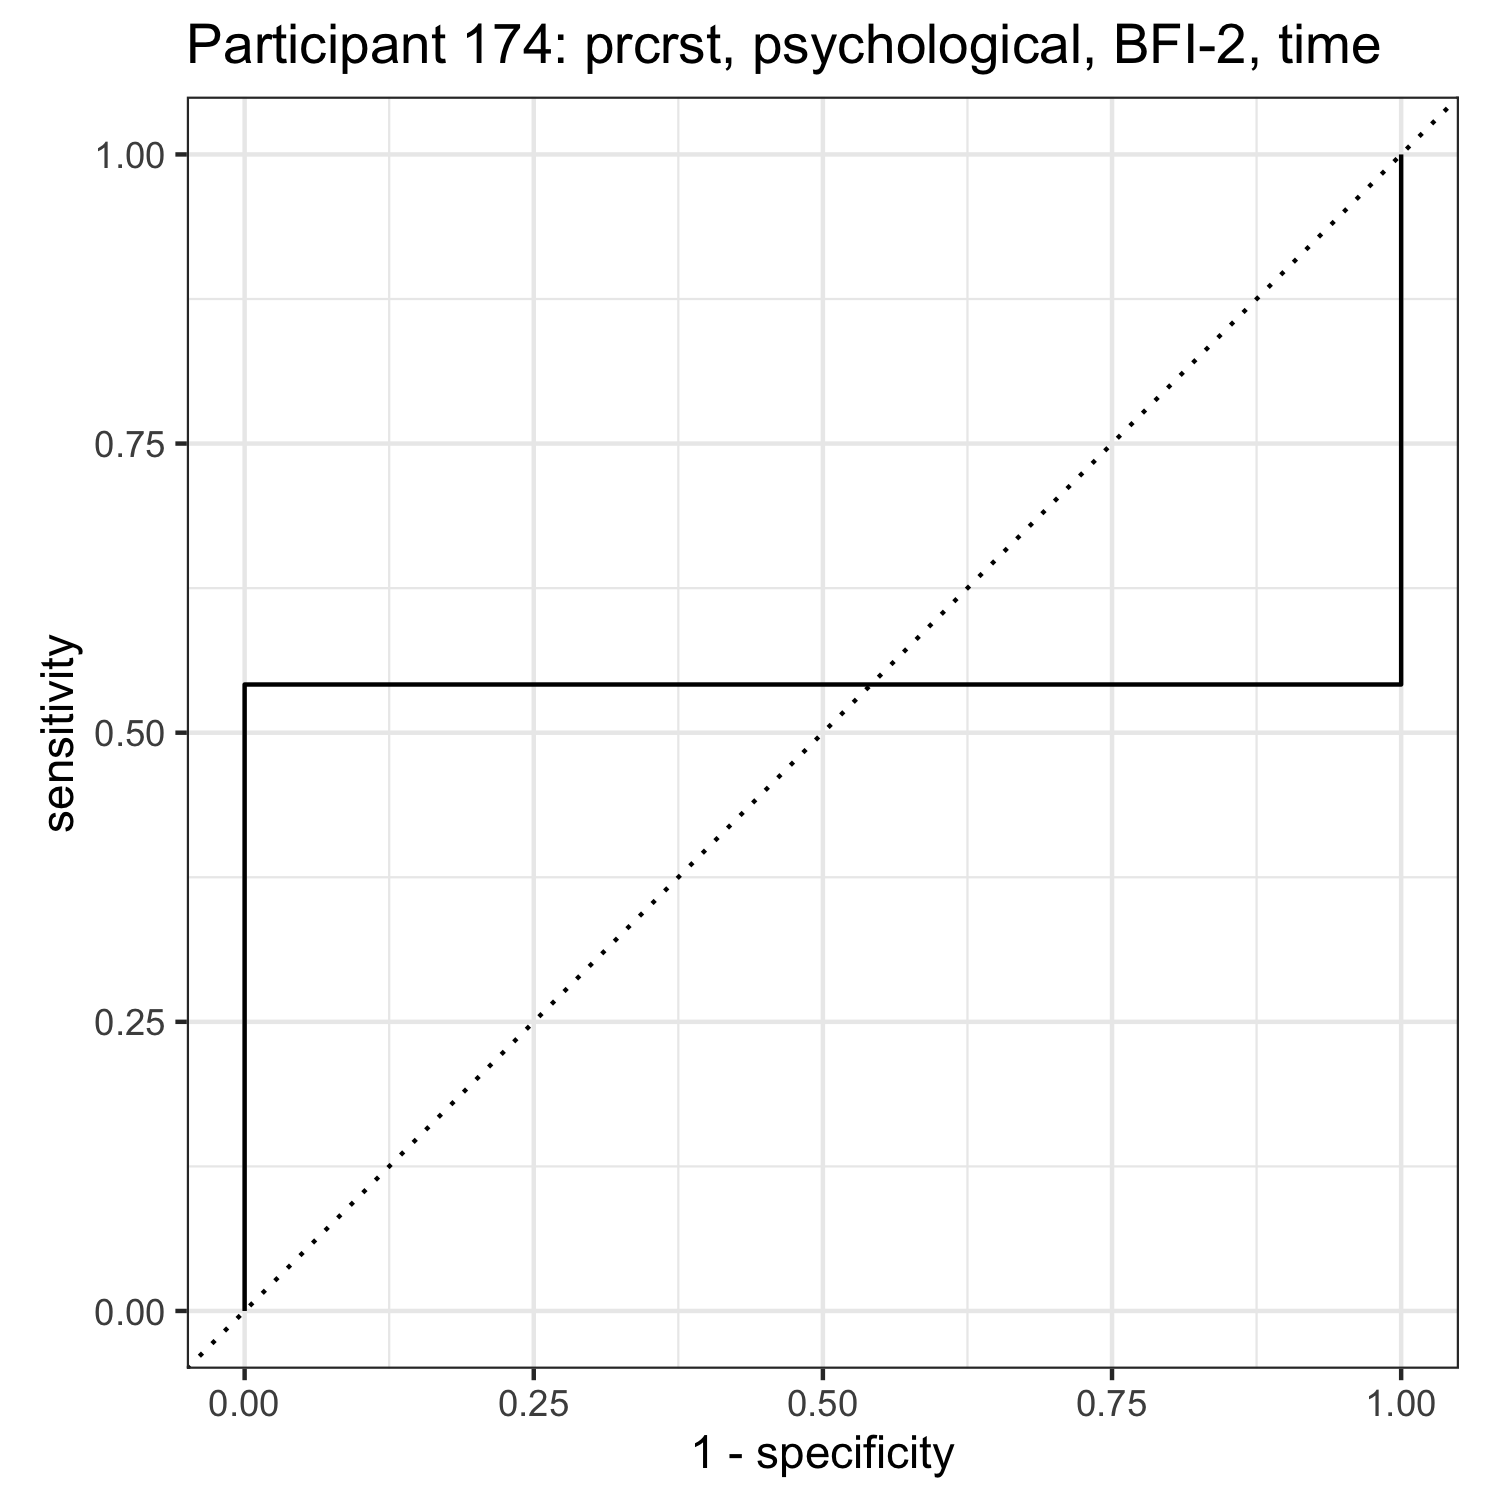 Participant 174: prcrst, psychological, BFI-2, time
1.00
0.75
0.50
0.25
0.00
sensitivity
0.00 0.25 0.50 0.75 1.00
1 - specificity